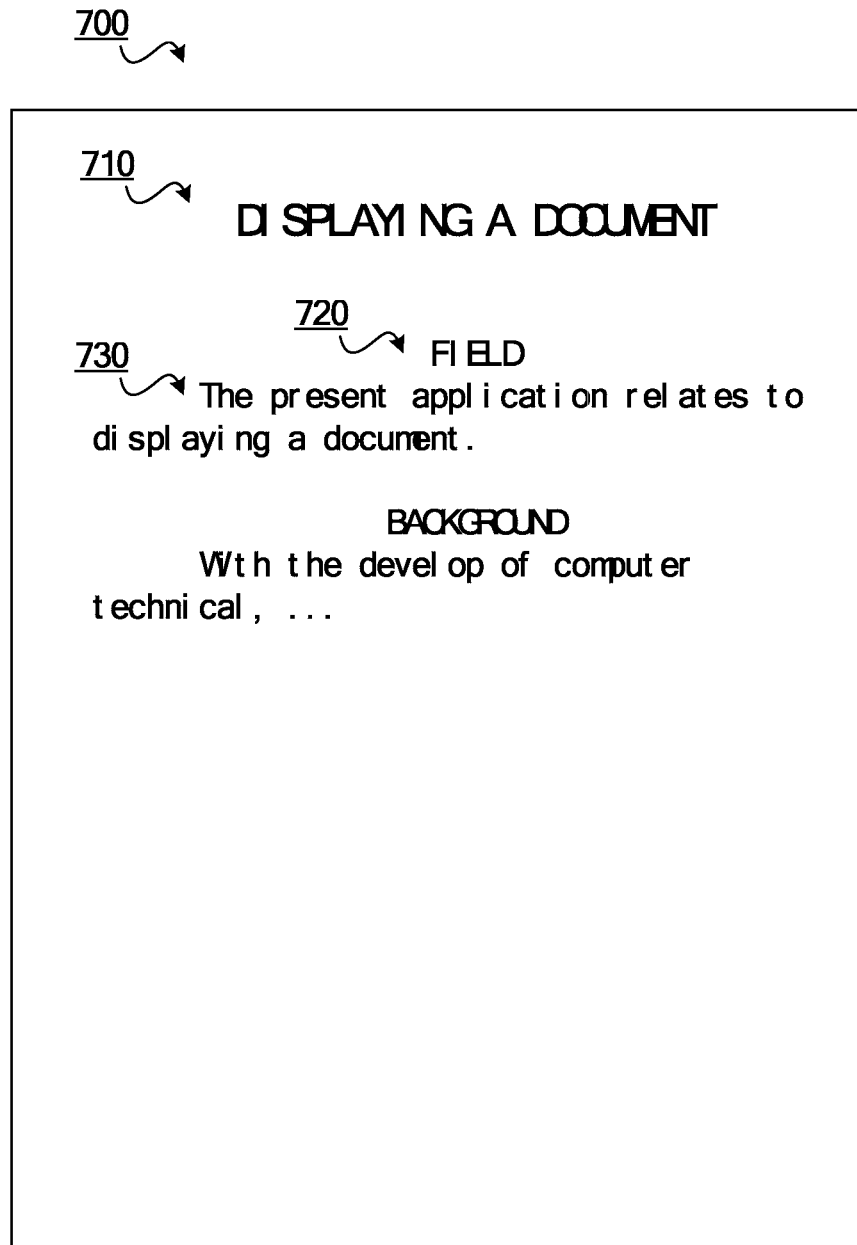 700
710
DISPLAYING A DOCUMENT
720
FIELD
730
The present application relates to
displaying a document.
BACKGROUND
With the develop of computer
technical, ...